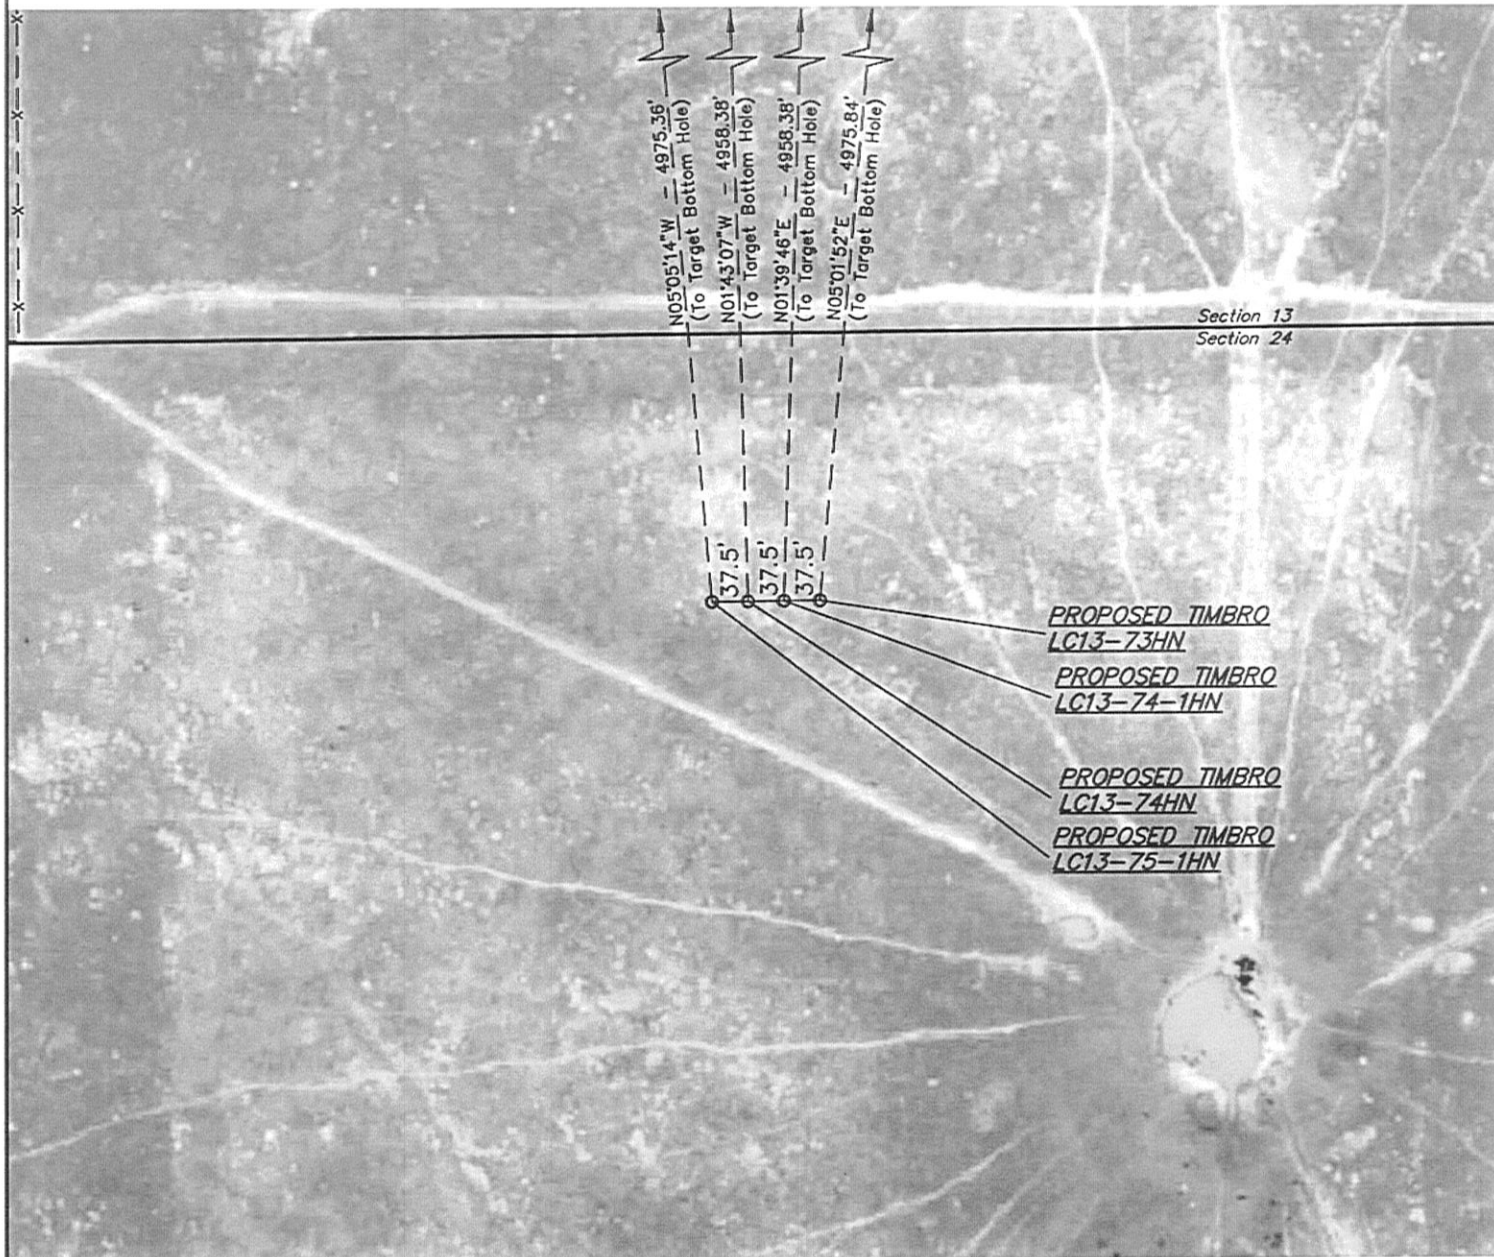 N05°05'14"W - 4975.36'
(To Target Bottom Hole)
N01°43'07"W - 4958.38'
(To Target Bottom Hole)
N01°39'46"E - 4958.38'
(To Target Bottom Hole)
N05°01'52"E - 4975.84'
(To Target Bottom Hole)
Section 13
Section 24
37.5'
37.5'
37.5'
PROPOSED TIMBRO
LC13-73HN
PROPOSED TIMBRO
LC13-74-1HN
PROPOSED TIMBRO
LC13-74HN
PROPOSED TIMBRO
LC13-75-1HN